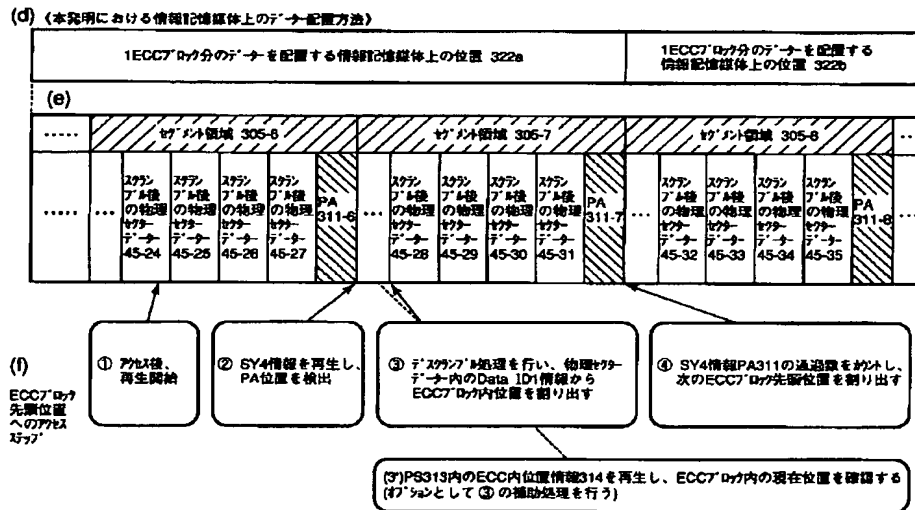 (d) 《本発明における情報記憶媒体上のデーター配置方法》
1ECCブロック分のデーターを配置する情報記憶媒体上の位置 322a
1ECCブロック分のデーターを配置する
情報記憶媒体上の位置 322b
(e)
‥‥‥
セグメント領域 305-6
セグメント領域 305-7
セグメント領域 305-8
‥‥‥
…
スクランブル後の物理セクターデーター 45-24
スクランブル後の物理セクターデーター 45-25
スクランブル後の物理セクターデーター 45-26
スクランブル後の物理セクターデーター 45-27
PA 311-6
…
スクランブル後の物理セクターデーター 45-28
スクランブル後の物理セクターデーター 45-29
スクランブル後の物理セクターデーター 45-30
スクランブル後の物理セクターデーター 45-31
PA 311-7
…
スクランブル後の物理セクターデーター 45-32
スクランブル後の物理セクターデーター 45-33
スクランブル後の物理セクターデーター 45-34
スクランブル後の物理セクターデーター 45-35
PA 311-8
(f)
ECCブロック
先頭位置
へのアクセス
ステップ
① アクセス後、
再生開始
② SY4情報を再生し、
PA位置を検出
③ デスクランブル処理を行い、物理セクター
データー内のData ID1情報から
ECCブロック内位置を割り出す
④ SY4情報PA311の通過数をカウントし、
次のECCブロック先頭位置を割り出す
(3')PS313内のECC内位置情報314を再生し、ECCブロック内の現在位置を確認する
(オプションとして③の補助処理を行う)